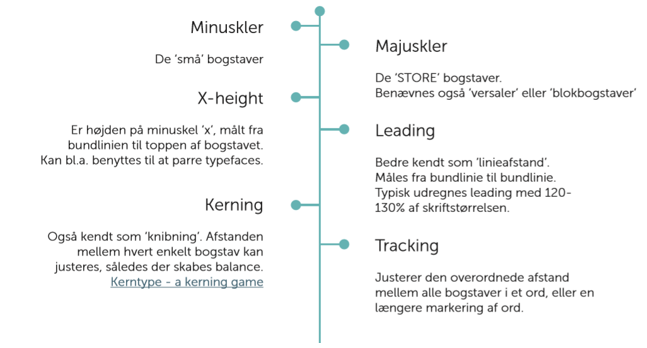 Minuskler
De ‘små’ bogstaver
Majuskler
De ‘STORE’ bogstaver.
Benævnes også ‘versaler’ eller ‘blokbogstaver’
X-height
Er højden på minuskel ‘x’, målt fra
bundlinien til toppen af bogstavet.
Kan bl.a. benyttes til at parre typefaces.
Leading
Bedre kendt som ‘linieafstand’.
Måles fra bundlinie til bundlinie.
Typisk udregnes leading med 120-
130% af skriftstørrelsen.
Kerning
Også kendt som ‘knibning’. Afstanden
mellem hvert enkelt bogstav kan
justeres, således der skabes balance.
Kerntype - a kerning game
Tracking
Justerer den overordnede afstand
mellem alle bogstaver i et ord, eller en
længere markering af ord.